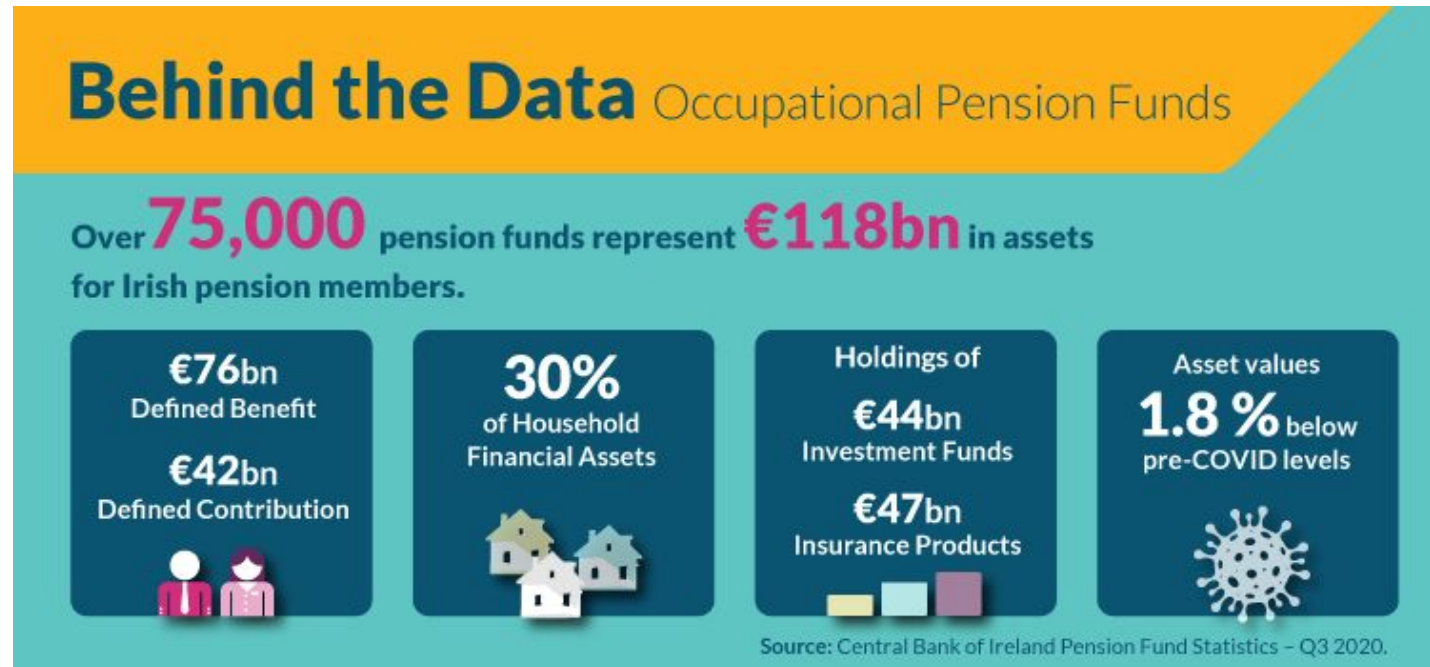 Behind the Data Occupational Pension Funds
Over 75,000 pension funds represent €118bn in assets
for Irish pension members.
€76bn
Defined Benefit
€42bn
Defined Contribution
30%
of Household
Financial Assets
Holdings of
€44bn
Investment Funds
€47bn
Insurance Products
Asset values
1.8 % below
pre-COVID levels
Source: Central Bank of Ireland Pension Fund Statistics – Q3 2020.